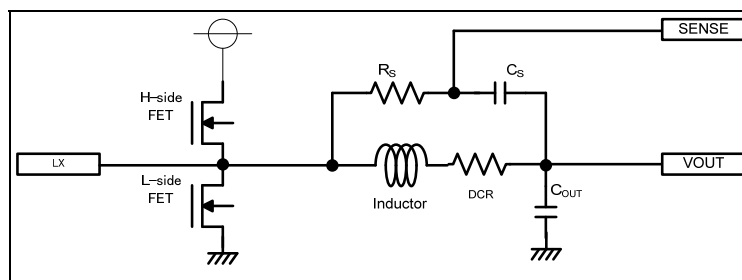 SENSE
RS
CS
H-side
FET
LX
VOUT
L-side
FET
Inductor
DCR
COUT